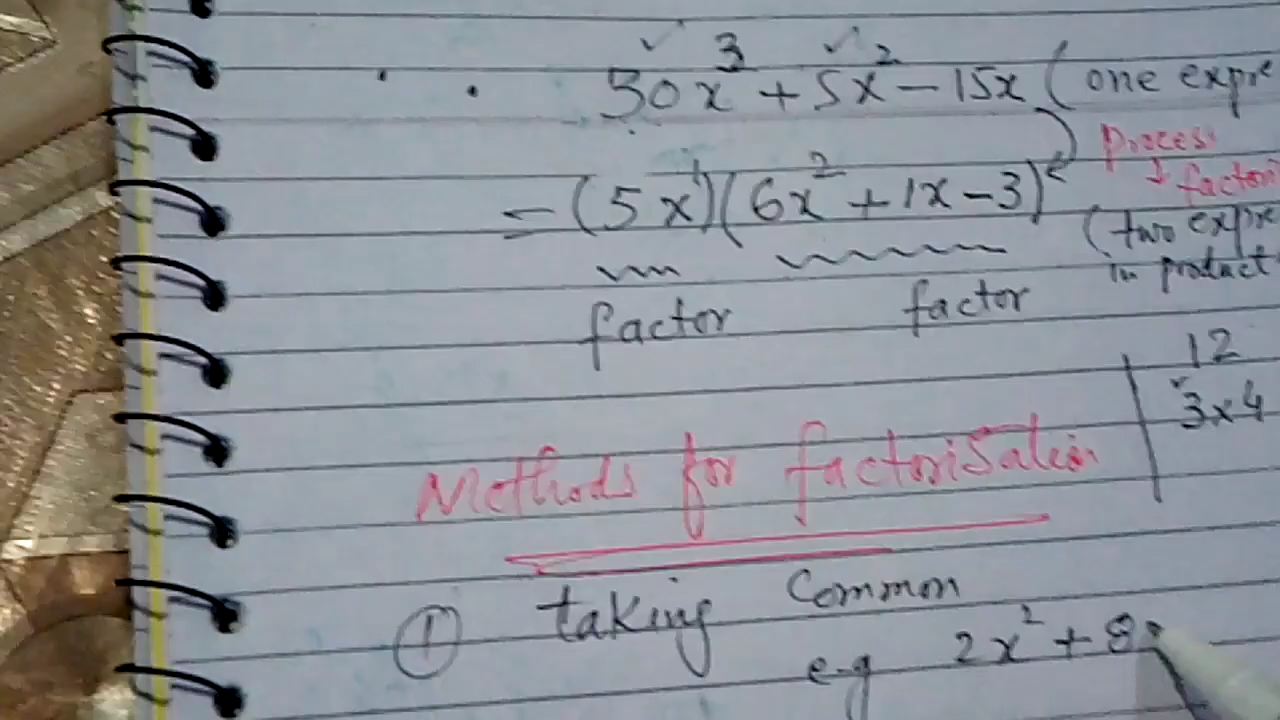 30x³ + 5x² - 15x (one expre
Process
↓ factori
= (5x¹)(6x² + 1x - 3)
(two expre
in product
factor factor
12
3x4
Methods for factorisation
① taking Common
e-g 2x² + 8